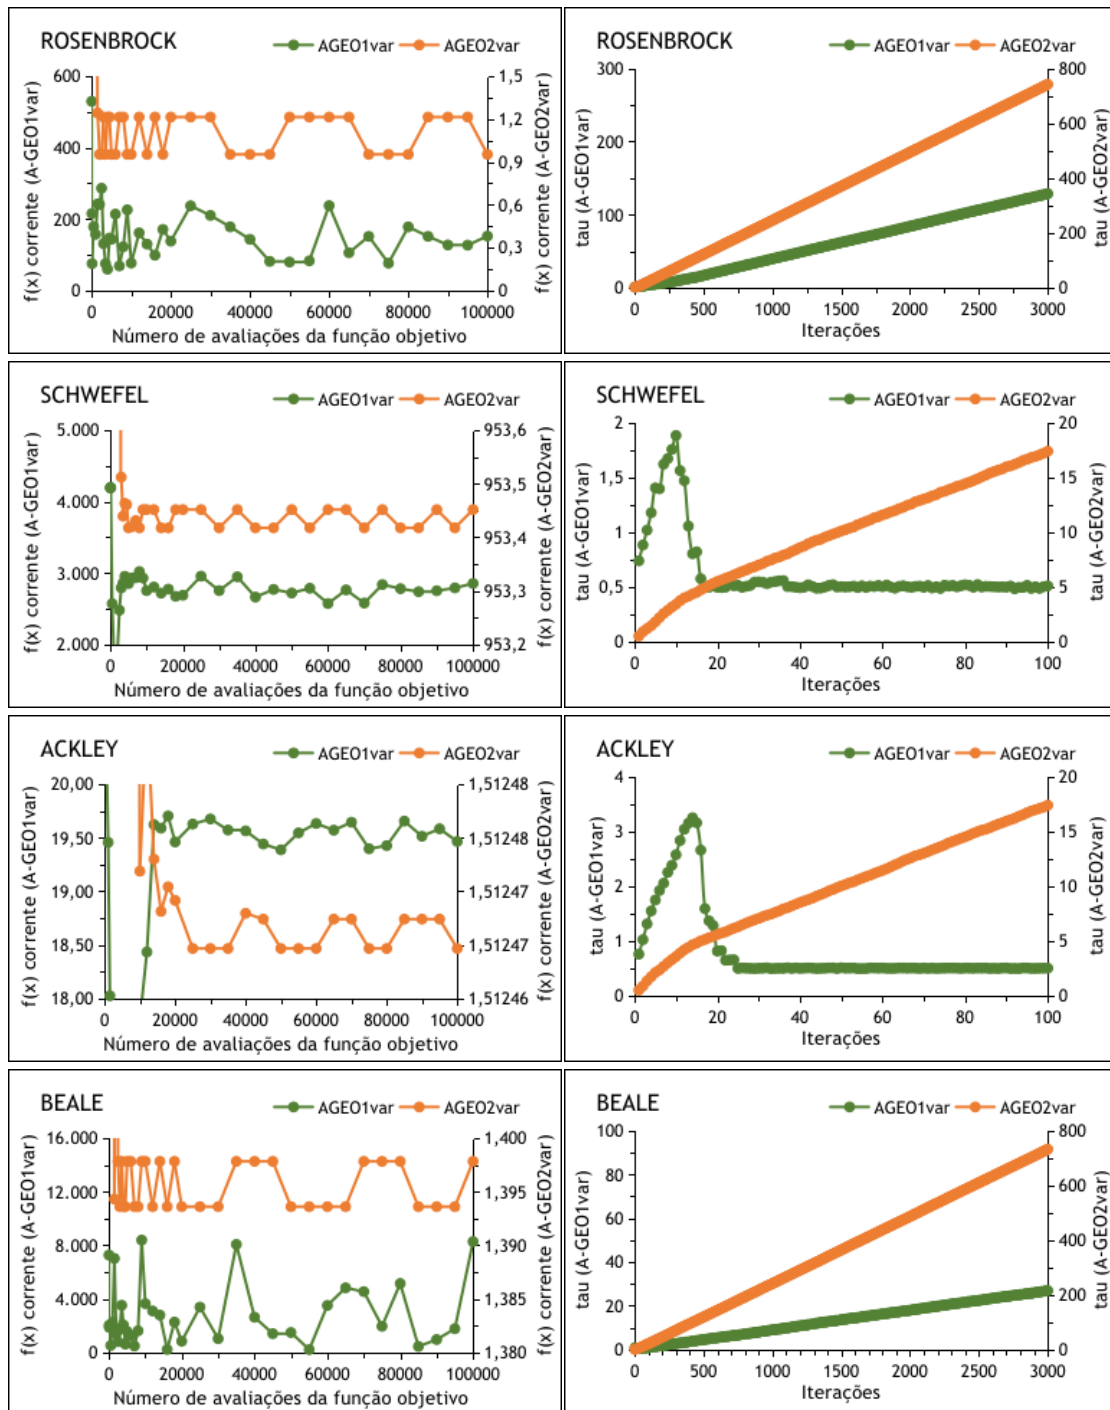 ROSENBROCK
AGEO1var AGEO2var
f(x) corrente (A-GEO1var)
600
400
200
0
1,5
1,2
0,9
0,6
0,3
0
f(x) corrente (A-GEO2var)
0 20000 40000 60000 80000 100000
Número de avaliações da função objetivo
ROSENBROCK
AGEO1var AGEO2var
tau (A-GEO1var)
300
200
100
0
800
600
400
200
0
tau (A-GEO2var)
0 500 1000 1500 2000 2500 3000
Iterações
SCHWEFEL
AGEO1var AGEO2var
f(x) corrente (A-GEO1var)
5.000
4.000
3.000
2.000
953,6
953,5
953,4
953,3
953,2
f(x) corrente (A-GEO2var)
0 20000 40000 60000 80000 100000
Número de avaliações da função objetivo
SCHWEFEL
AGEO1var AGEO2var
tau (A-GEO1var)
2
1,5
1
0,5
0
20
15
10
5
0
tau (A-GEO2var)
0 20 40 60 80 100
Iterações
ACKLEY
AGEO1var AGEO2var
f(x) corrente (A-GEO1var)
20,00
19,50
19,00
18,50
18,00
1,51248
1,51248
1,51247
1,51247
1,51246
f(x) corrente (A-GEO2var)
0 20000 40000 60000 80000 100000
Número de avaliações da função objetivo
ACKLEY
AGEO1var AGEO2var
tau (A-GEO1var)
4
3
2
1
0
20
15
10
5
0
tau (A-GEO2var)
0 20 40 60 80 100
Iterações
BEALE
AGEO1var AGEO2var
f(x) corrente (A-GEO1var)
16.000
12.000
8.000
4.000
0
1,400
1,395
1,390
1,385
1,380
f(x) corrente (A-GEO2var)
0 20000 40000 60000 80000 100000
Número de avaliações da função objetivo
BEALE
AGEO1var AGEO2var
tau (A-GEO1var)
100
80
60
40
20
0
800
600
400
200
0
tau (A-GEO2var)
0 500 1000 1500 2000 2500 3000
Iterações